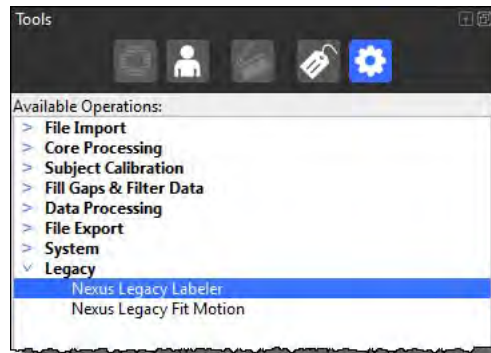 Tools
Available Operations:
> File Import
> Core Processing
> Subject Calibration
> Fill Gaps & Filter Data
> Data Processing
> File Export
> System
Legacy
Nexus Legacy Labeler
Nexus Legacy Fit Motion